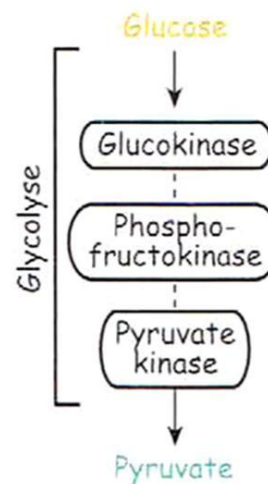 Glucose
Glycolyse
Glucokinase
Phospho-
fructokinase
Pyruvate
kinase
Pyruvate